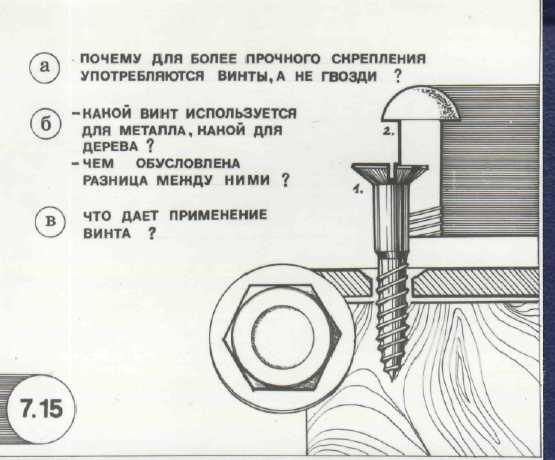 а
ПОЧЕМУ ДЛЯ БОЛЕЕ ПРОЧНОГО СКРЕПЛЕНИЯ
УПОТРЕБЛЯЮТСЯ ВИНТЫ, А НЕ ГВОЗДИ ?
б
– КАКОЙ ВИНТ ИСПОЛЬЗУЕТСЯ
ДЛЯ МЕТАЛЛА, КАКОЙ ДЛЯ
ДЕРЕВА ?
– ЧЕМ ОБУСЛОВЛЕНА
РАЗНИЦА МЕЖДУ НИМИ ?
в
ЧТО ДАЕТ ПРИМЕНЕНИЕ
ВИНТА ?
2.
1.
7.15